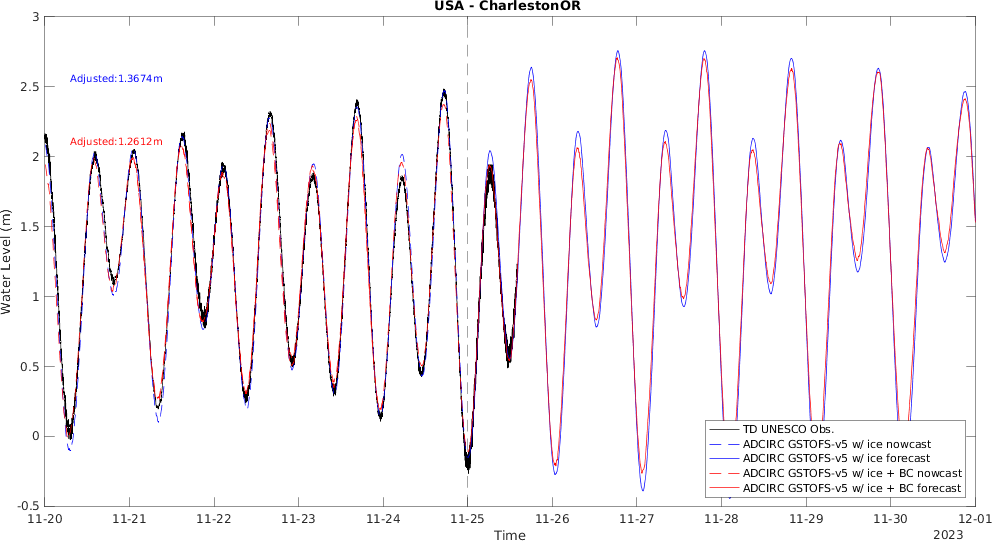 USA - CharlestonOR
3
2.5
2
1.5
1
0.5
0
-0.5
Water Level (m)
Adjusted:1.3674m
Adjusted:1.2612m
TD UNESCO Obs.
ADCIRC GSTOFS-v5 w/ ice nowcast
ADCIRC GSTOFS-v5 w/ ice forecast
ADCIRC GSTOFS-v5 w/ ice + BC nowcast
ADCIRC GSTOFS-v5 w/ ice + BC forecast
11-20 11-21 11-22 11-23 11-24 11-25 11-26 11-27 11-28 11-29 11-30 12-01
Time
2023